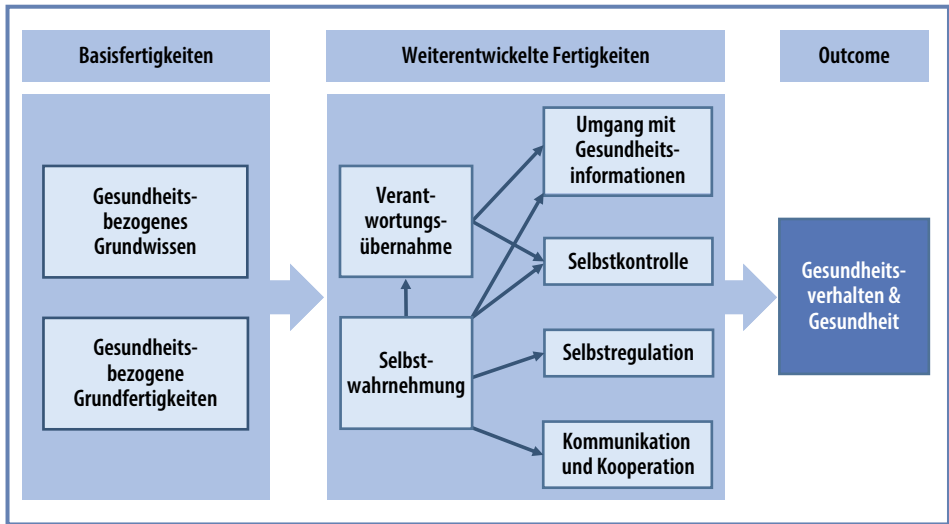 Basisfertigkeiten
Weiterentwickelte Fertigkeiten
Outcome
Gesundheits-
bezogenes
Grundwissen
Gesundheits-
bezogene
Grundfertigkeiten
Verant-
wortungs-
übernahme
Selbst-
wahrnehmung
Umgang mit
Gesundheits-
informationen
Selbstkontrolle
Selbstregulation
Kommunikation
und Kooperation
Gesundheits-
verhalten &
Gesundheit